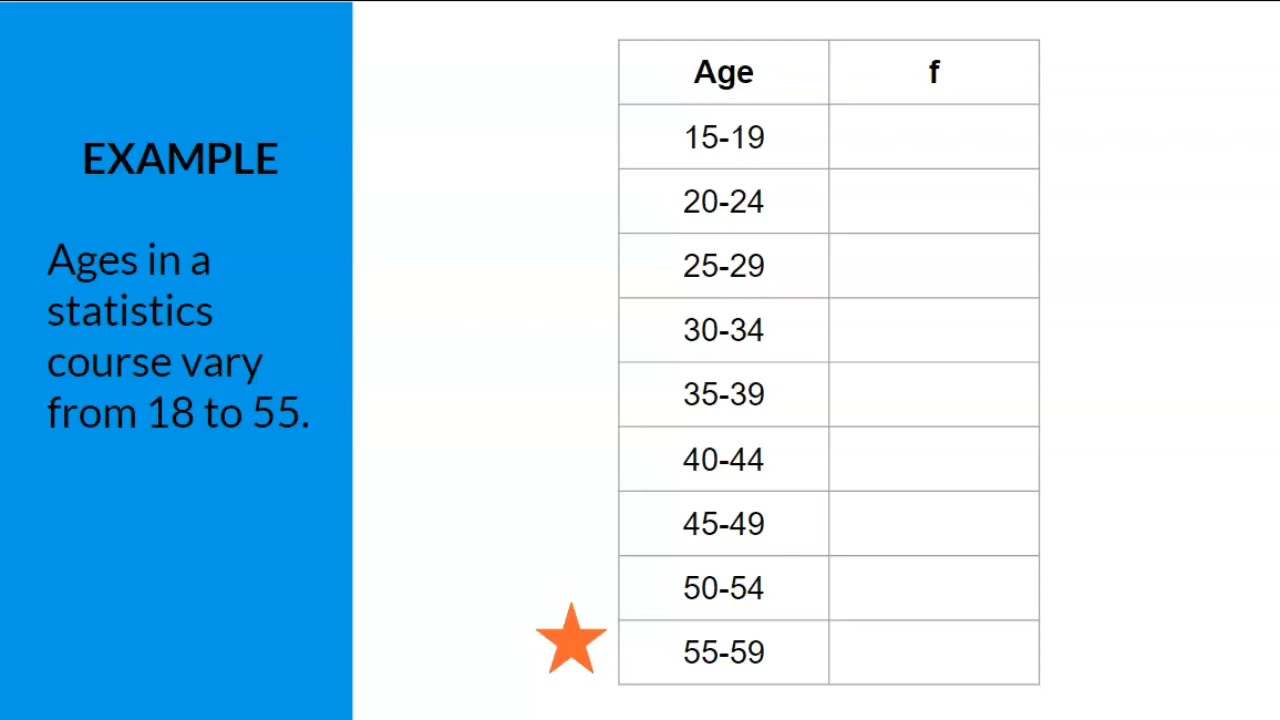 EXAMPLE
Ages in a
statistics
course vary
from 18 to 55.
Age f
15-19
20-24
25-29
30-34
35-39
40-44
45-49
50-54
55-59